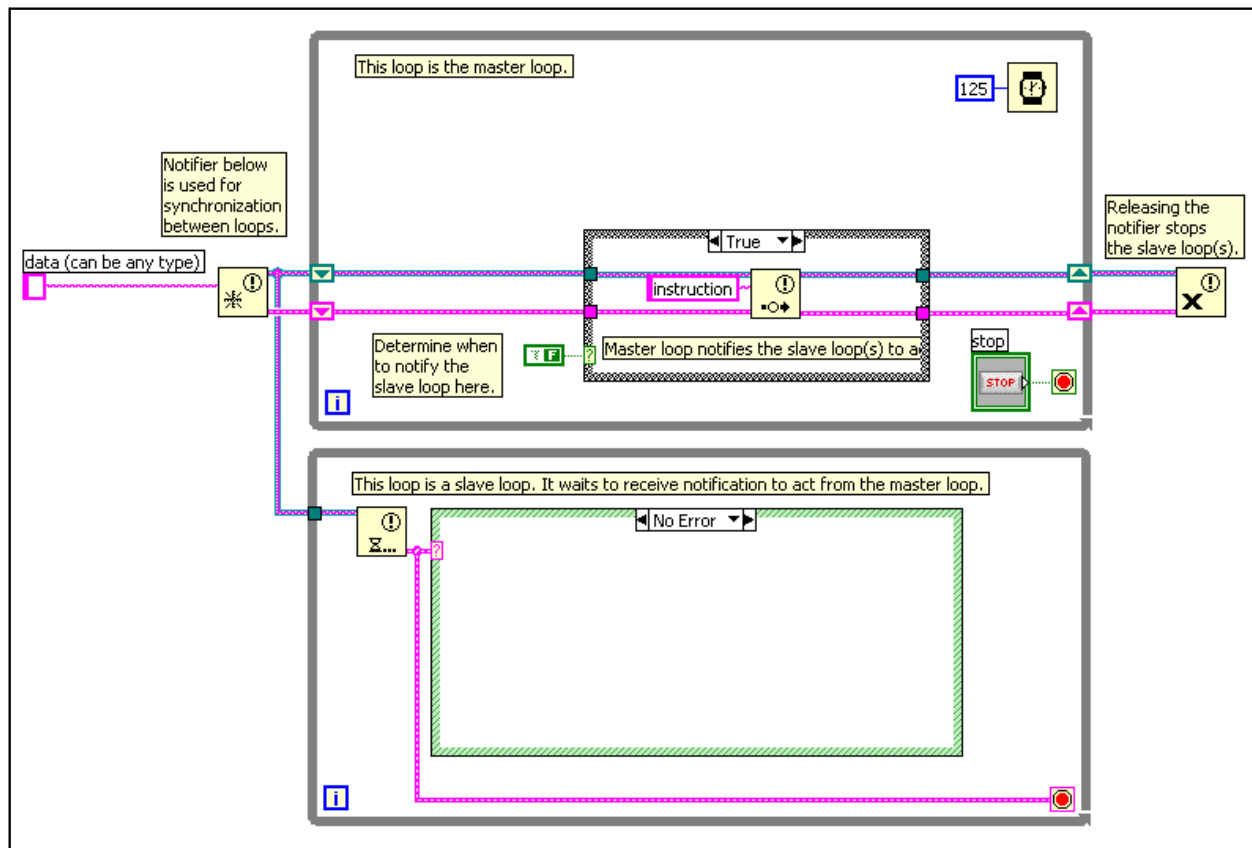 This loop is the master loop.
125
Notifier below
is used for
synchronization
between loops.
data (can be any type)
Releasing the
notifier stops
the slave loop(s).
True
instruction
Master loop notifies the slave loop(s) to a
Determine when
to notify the
slave loop here.
F
?
stop
STOP
i
This loop is a slave loop. It waits to receive notification to act from the master loop.
No Error
?
i